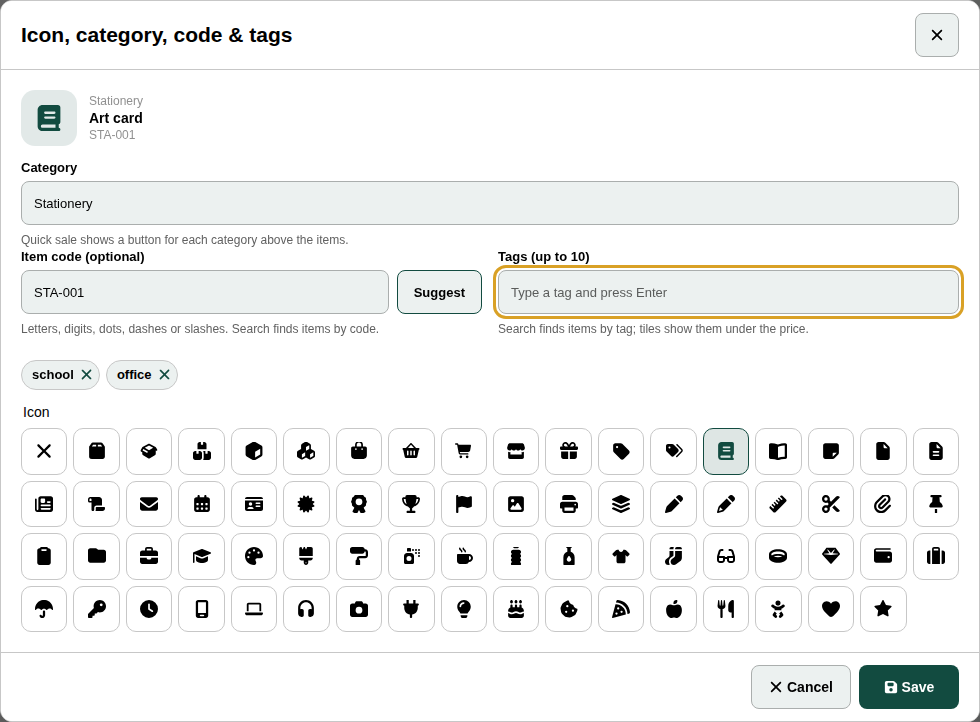 Icon, category, code & tags
Stationery
Art card
STA-001
Category
Stationery
Quick sale shows a button for each category above the items.
Item code (optional)
STA-001
Suggest
Letters, digits, dots, dashes or slashes. Search finds items by code.
Tags (up to 10)
Type a tag and press Enter
Search finds items by tag; tiles show them under the price.
school
office
Icon
Cancel
Save